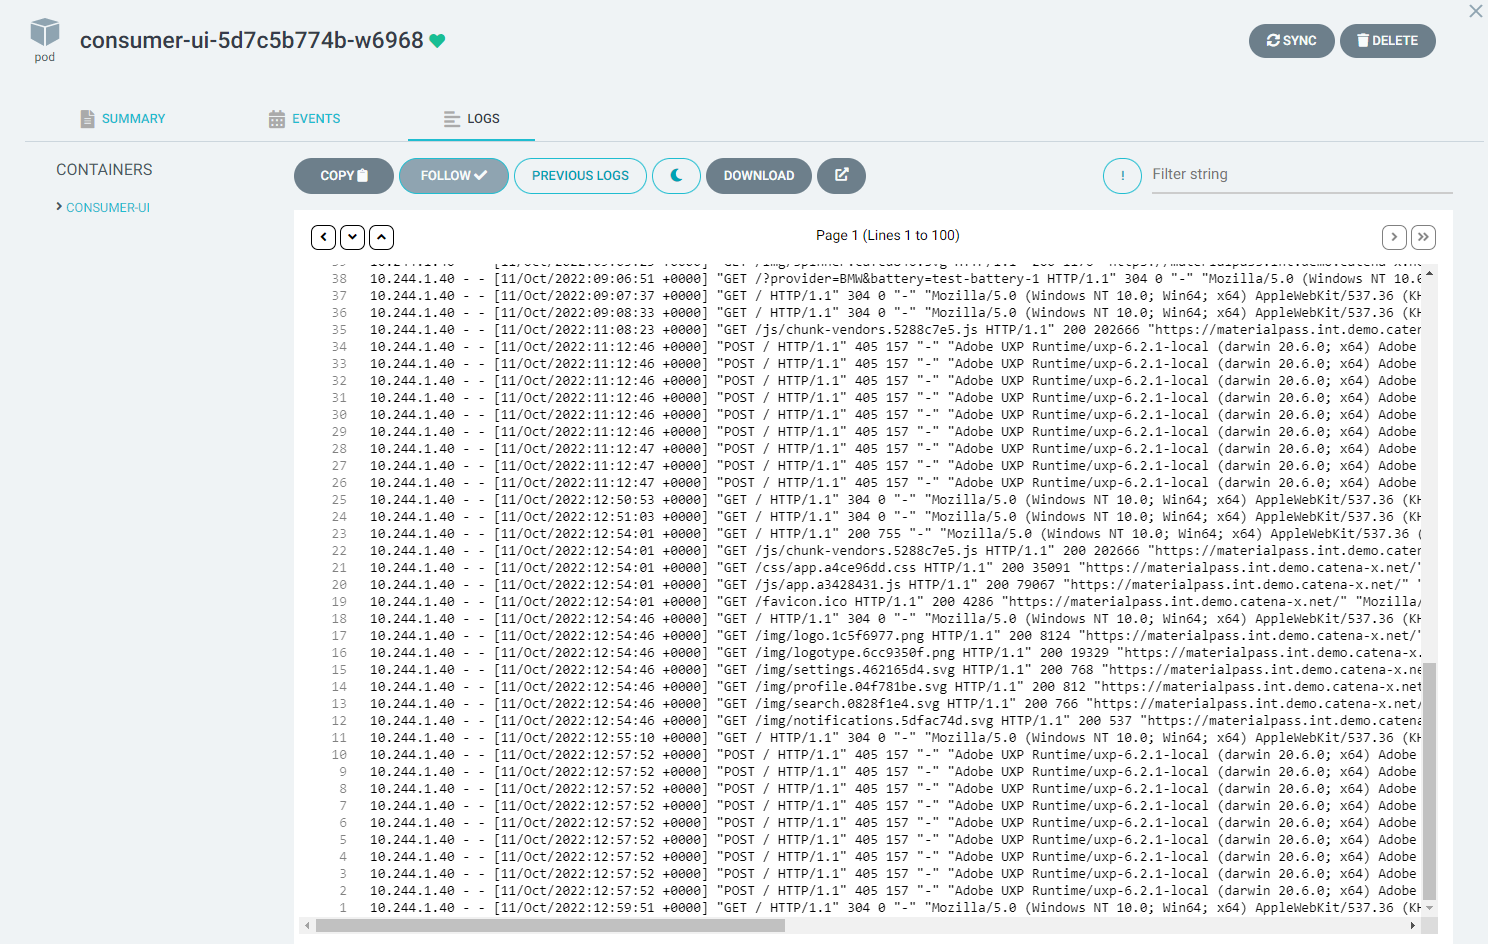 pod
consumer-ui-5d7c5b774b-w6968
SYNC
DELETE
SUMMARY
EVENTS
LOGS
CONTAINERS
CONSUMER-UI
COPY
FOLLOW
PREVIOUS LOGS
DOWNLOAD
!
Filter string
Page 1 (Lines 1 to 100)
38 10.244.1.40 - - [11/Oct/2022:09:06:51 +0000] "GET /?provider=BMW&battery=test-battery-1 HTTP/1.1" 304 0 "-" "Mozilla/5.0 (Windows NT 10.0
37 10.244.1.40 - - [11/Oct/2022:09:07:37 +0000] "GET / HTTP/1.1" 304 0 "-" "Mozilla/5.0 (Windows NT 10.0; Win64; x64) AppleWebKit/537.36 (KH
36 10.244.1.40 - - [11/Oct/2022:09:08:33 +0000] "GET / HTTP/1.1" 304 0 "-" "Mozilla/5.0 (Windows NT 10.0; Win64; x64) AppleWebKit/537.36 (KH
35 10.244.1.40 - - [11/Oct/2022:11:08:23 +0000] "GET /js/chunk-vendors.5288c7e5.js HTTP/1.1" 200 202666 "https://materialpass.int.demo.caten
34 10.244.1.40 - - [11/Oct/2022:11:12:46 +0000] "POST / HTTP/1.1" 405 157 "-" "Adobe UXP Runtime/uxp-6.2.1-local (darwin 20.6.0; x64) Adobe
33 10.244.1.40 - - [11/Oct/2022:11:12:46 +0000] "POST / HTTP/1.1" 405 157 "-" "Adobe UXP Runtime/uxp-6.2.1-local (darwin 20.6.0; x64) Adobe
32 10.244.1.40 - - [11/Oct/2022:11:12:46 +0000] "POST / HTTP/1.1" 405 157 "-" "Adobe UXP Runtime/uxp-6.2.1-local (darwin 20.6.0; x64) Adobe
31 10.244.1.40 - - [11/Oct/2022:11:12:46 +0000] "POST / HTTP/1.1" 405 157 "-" "Adobe UXP Runtime/uxp-6.2.1-local (darwin 20.6.0; x64) Adobe
30 10.244.1.40 - - [11/Oct/2022:11:12:46 +0000] "POST / HTTP/1.1" 405 157 "-" "Adobe UXP Runtime/uxp-6.2.1-local (darwin 20.6.0; x64) Adobe
29 10.244.1.40 - - [11/Oct/2022:11:12:46 +0000] "POST / HTTP/1.1" 405 157 "-" "Adobe UXP Runtime/uxp-6.2.1-local (darwin 20.6.0; x64) Adobe
28 10.244.1.40 - - [11/Oct/2022:11:12:47 +0000] "POST / HTTP/1.1" 405 157 "-" "Adobe UXP Runtime/uxp-6.2.1-local (darwin 20.6.0; x64) Adobe
27 10.244.1.40 - - [11/Oct/2022:11:12:47 +0000] "POST / HTTP/1.1" 405 157 "-" "Adobe UXP Runtime/uxp-6.2.1-local (darwin 20.6.0; x64) Adobe
26 10.244.1.40 - - [11/Oct/2022:11:12:47 +0000] "POST / HTTP/1.1" 405 157 "-" "Adobe UXP Runtime/uxp-6.2.1-local (darwin 20.6.0; x64) Adobe
25 10.244.1.40 - - [11/Oct/2022:12:50:53 +0000] "GET / HTTP/1.1" 304 0 "-" "Mozilla/5.0 (Windows NT 10.0; Win64; x64) AppleWebKit/537.36 (KH
24 10.244.1.40 - - [11/Oct/2022:12:51:03 +0000] "GET / HTTP/1.1" 304 0 "-" "Mozilla/5.0 (Windows NT 10.0; Win64; x64) AppleWebKit/537.36 (KH
23 10.244.1.40 - - [11/Oct/2022:12:54:01 +0000] "GET / HTTP/1.1" 200 755 "-" "Mozilla/5.0 (Windows NT 10.0; Win64; x64) AppleWebKit/537.36 (
22 10.244.1.40 - - [11/Oct/2022:12:54:01 +0000] "GET /js/chunk-vendors.5288c7e5.js HTTP/1.1" 200 202666 "https://materialpass.int.demo.caten
21 10.244.1.40 - - [11/Oct/2022:12:54:01 +0000] "GET /css/app.a4ce96dd.css HTTP/1.1" 200 35091 "https://materialpass.int.demo.catena-x.net/"
20 10.244.1.40 - - [11/Oct/2022:12:54:01 +0000] "GET /js/app.a3428431.js HTTP/1.1" 200 79067 "https://materialpass.int.demo.catena-x.net/" "
19 10.244.1.40 - - [11/Oct/2022:12:54:01 +0000] "GET /favicon.ico HTTP/1.1" 200 4286 "https://materialpass.int.demo.catena-x.net/" "Mozilla/
18 10.244.1.40 - - [11/Oct/2022:12:54:46 +0000] "GET / HTTP/1.1" 304 0 "-" "Mozilla/5.0 (Windows NT 10.0; Win64; x64) AppleWebKit/537.36 (KH
17 10.244.1.40 - - [11/Oct/2022:12:54:46 +0000] "GET /img/logo.1c5f6977.png HTTP/1.1" 200 8124 "https://materialpass.int.demo.catena-x.net/"
16 10.244.1.40 - - [11/Oct/2022:12:54:46 +0000] "GET /img/logotype.6cc9350f.png HTTP/1.1" 200 19329 "https://materialpass.int.demo.catena-x.
15 10.244.1.40 - - [11/Oct/2022:12:54:46 +0000] "GET /img/settings.462165d4.svg HTTP/1.1" 200 768 "https://materialpass.int.demo.catena-x.ne
14 10.244.1.40 - - [11/Oct/2022:12:54:46 +0000] "GET /img/profile.04f781be.svg HTTP/1.1" 200 812 "https://materialpass.int.demo.catena-x.net
13 10.244.1.40 - - [11/Oct/2022:12:54:46 +0000] "GET /img/search.0828f1e4.svg HTTP/1.1" 200 766 "https://materialpass.int.demo.catena-x.net/
12 10.244.1.40 - - [11/Oct/2022:12:54:46 +0000] "GET /img/notifications.5dfac74d.svg HTTP/1.1" 200 537 "https://materialpass.int.demo.catena
11 10.244.1.40 - - [11/Oct/2022:12:55:10 +0000] "GET / HTTP/1.1" 304 0 "-" "Mozilla/5.0 (Windows NT 10.0; Win64; x64) AppleWebKit/537.36 (KH
10 10.244.1.40 - - [11/Oct/2022:12:57:52 +0000] "POST / HTTP/1.1" 405 157 "-" "Adobe UXP Runtime/uxp-6.2.1-local (darwin 20.6.0; x64) Adobe
9 10.244.1.40 - - [11/Oct/2022:12:57:52 +0000] "POST / HTTP/1.1" 405 157 "-" "Adobe UXP Runtime/uxp-6.2.1-local (darwin 20.6.0; x64) Adobe
8 10.244.1.40 - - [11/Oct/2022:12:57:52 +0000] "POST / HTTP/1.1" 405 157 "-" "Adobe UXP Runtime/uxp-6.2.1-local (darwin 20.6.0; x64) Adobe
7 10.244.1.40 - - [11/Oct/2022:12:57:52 +0000] "POST / HTTP/1.1" 405 157 "-" "Adobe UXP Runtime/uxp-6.2.1-local (darwin 20.6.0; x64) Adobe
6 10.244.1.40 - - [11/Oct/2022:12:57:52 +0000] "POST / HTTP/1.1" 405 157 "-" "Adobe UXP Runtime/uxp-6.2.1-local (darwin 20.6.0; x64) Adobe
5 10.244.1.40 - - [11/Oct/2022:12:57:52 +0000] "POST / HTTP/1.1" 405 157 "-" "Adobe UXP Runtime/uxp-6.2.1-local (darwin 20.6.0; x64) Adobe
4 10.244.1.40 - - [11/Oct/2022:12:57:52 +0000] "POST / HTTP/1.1" 405 157 "-" "Adobe UXP Runtime/uxp-6.2.1-local (darwin 20.6.0; x64) Adobe
3 10.244.1.40 - - [11/Oct/2022:12:57:52 +0000] "POST / HTTP/1.1" 405 157 "-" "Adobe UXP Runtime/uxp-6.2.1-local (darwin 20.6.0; x64) Adobe
2 10.244.1.40 - - [11/Oct/2022:12:57:52 +0000] "POST / HTTP/1.1" 405 157 "-" "Adobe UXP Runtime/uxp-6.2.1-local (darwin 20.6.0; x64) Adobe
1 10.244.1.40 - - [11/Oct/2022:12:59:51 +0000] "GET / HTTP/1.1" 304 0 "-" "Mozilla/5.0 (Windows NT 10.0; Win64; x64) AppleWebKit/537.36 (KH